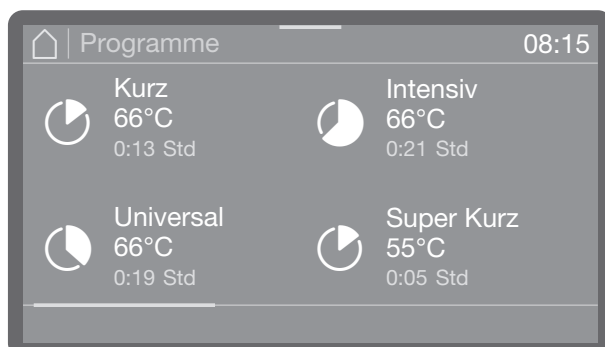 Programme 08:15
Kurz
66°C
0:13 Std
Intensiv
66°C
0:21 Std
Universal
66°C
0:19 Std
Super Kurz
55°C
0:05 Std